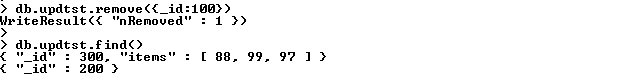 > db.updtst.remove({_id:100})
WriteResult({ "nRemoved" : 1 })
>
> db.updtst.find()
{ "_id" : 300, "items" : [ 88, 99, 97 ] }
{ "_id" : 200 }